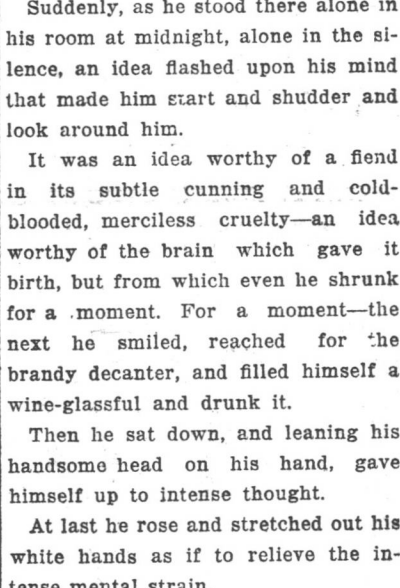 Suddenly, as he stood there alone in
his room at midnight, alone in the si-
lence, an idea flashed upon his mind
that made him start and shudder and
look around him.
It was an idea worthy of a fiend
in its subtle cunning and cold-
blooded, merciless cruelty—an idea
worthy of the brain which gave it
birth, but from which even he shrunk
for a moment. For a moment—the
next he smiled, reached for the
brandy decanter, and filled himself a
wine-glassful and drunk it.
Then he sat down, and leaning his
handsome head on his hand, gave
himself up to intense thought.
At last he rose and stretched out his
white hands as if to relieve the in-
tense mental strain.